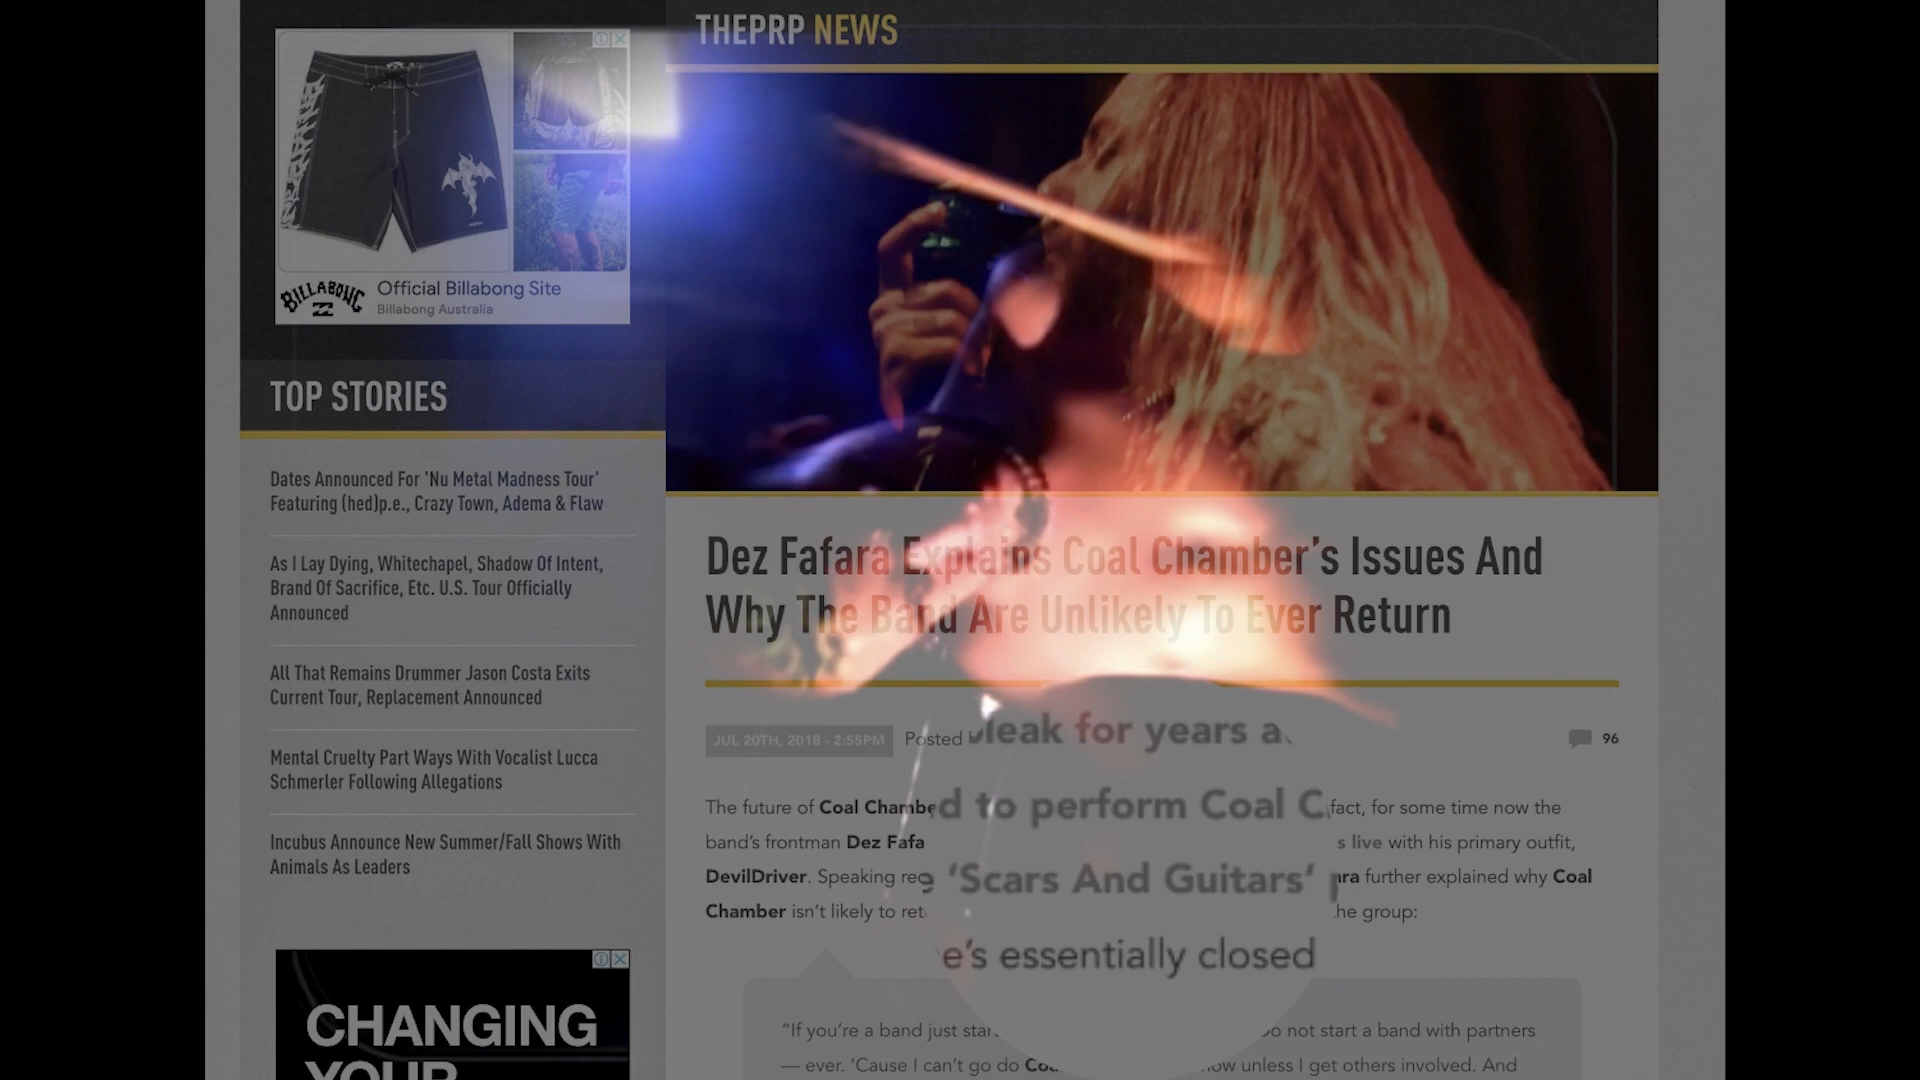 THEPRP NEWS
BILLABONG
Official Billabong Site
Billabong Australia
TOP STORIES
Dates Announced For 'Nu Metal Madness Tour'
Featuring (hed)p.e., Crazy Town, Adema & Flaw
As I Lay Dying, Whitechapel, Shadow Of Intent,
Brand Of Sacrifice, Etc. U.S. Tour Officially
Announced
All That Remains Drummer Jason Costa Exits
Current Tour, Replacement Announced
Mental Cruelty Part Ways With Vocalist Lucca
Schmerler Following Allegations
Incubus Announce New Summer/Fall Shows With
Animals As Leaders
CHANGING
YOUR
Dez Fafara Explains Coal Chamber's Issues And
Why The Band Are Unlikely To Ever Return
JUL 20TH, 2018 - 2:55PM Posted
96
bleak for years
The future of Coal Chambe fact, for some time now the
d to perform Coal C
band's frontman Dez Fafa s live with his primary outfit,
DevilDriver. Speaking rec ara further explained why Coal
'Scars And Guitars'
Chamber isn't likely to ret he group:
e's essentially closed
"If you're a band just star Do not start a band with partners
— ever. 'Cause I can't go do Coa now unless I get others involved. And